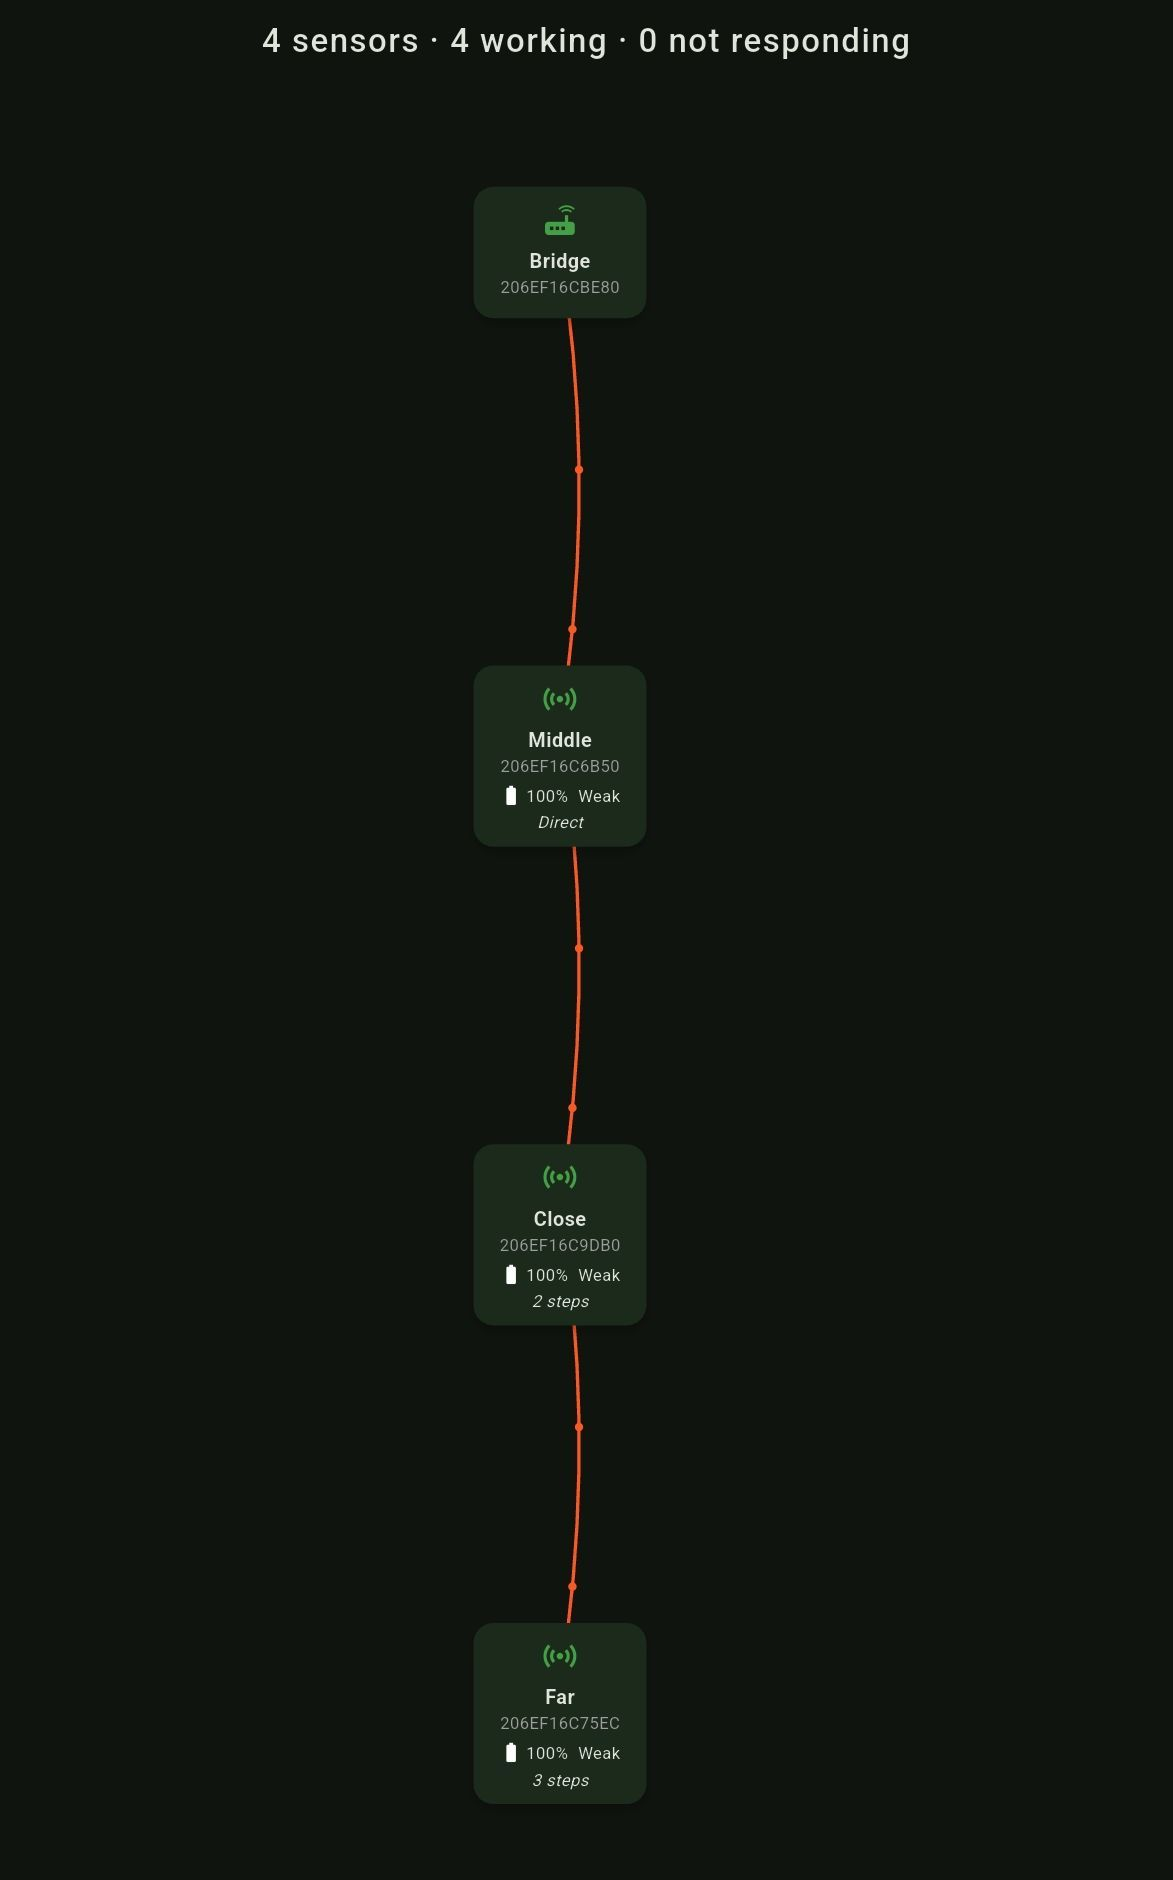 4 sensors · 4 working · 0 not responding
Bridge
206EF16CBE80
Middle
206EF16C6B50
100% Weak
Direct
Close
206EF16C9DB0
100% Weak
2 steps
Far
206EF16C75EC
100% Weak
3 steps